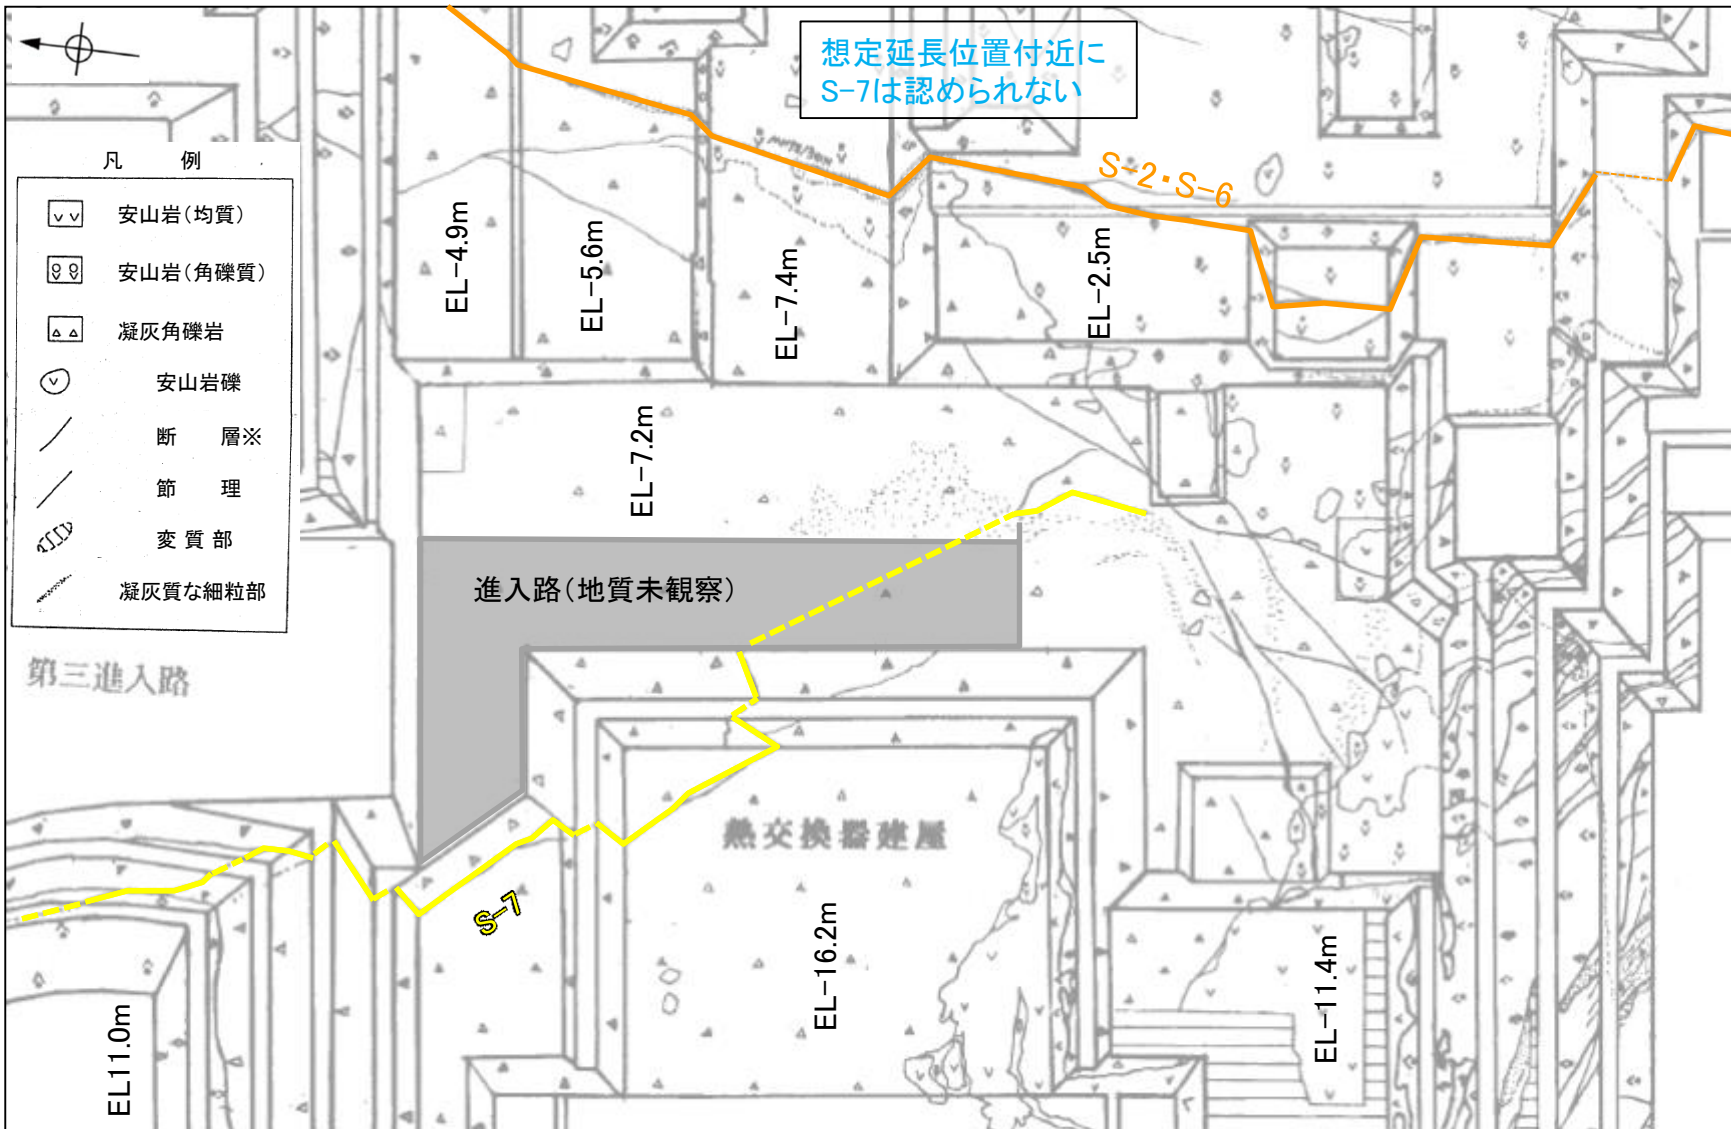 想定延長位置付近に
S-7は認められない
凡 例
安山岩(均質)
安山岩(角礫質)
凝灰角礫岩
安山岩礫
断 層※
節 理
変質部
凝灰質な細粒部
S-2・S-6
EL-4.9m
EL-5.6m
EL-7.4m
EL-2.5m
EL-7.2m
進入路(地質未観察)
第三進入路
S-7
熱交換器建屋
EL-16.2m
EL-11.4m
EL11.0m